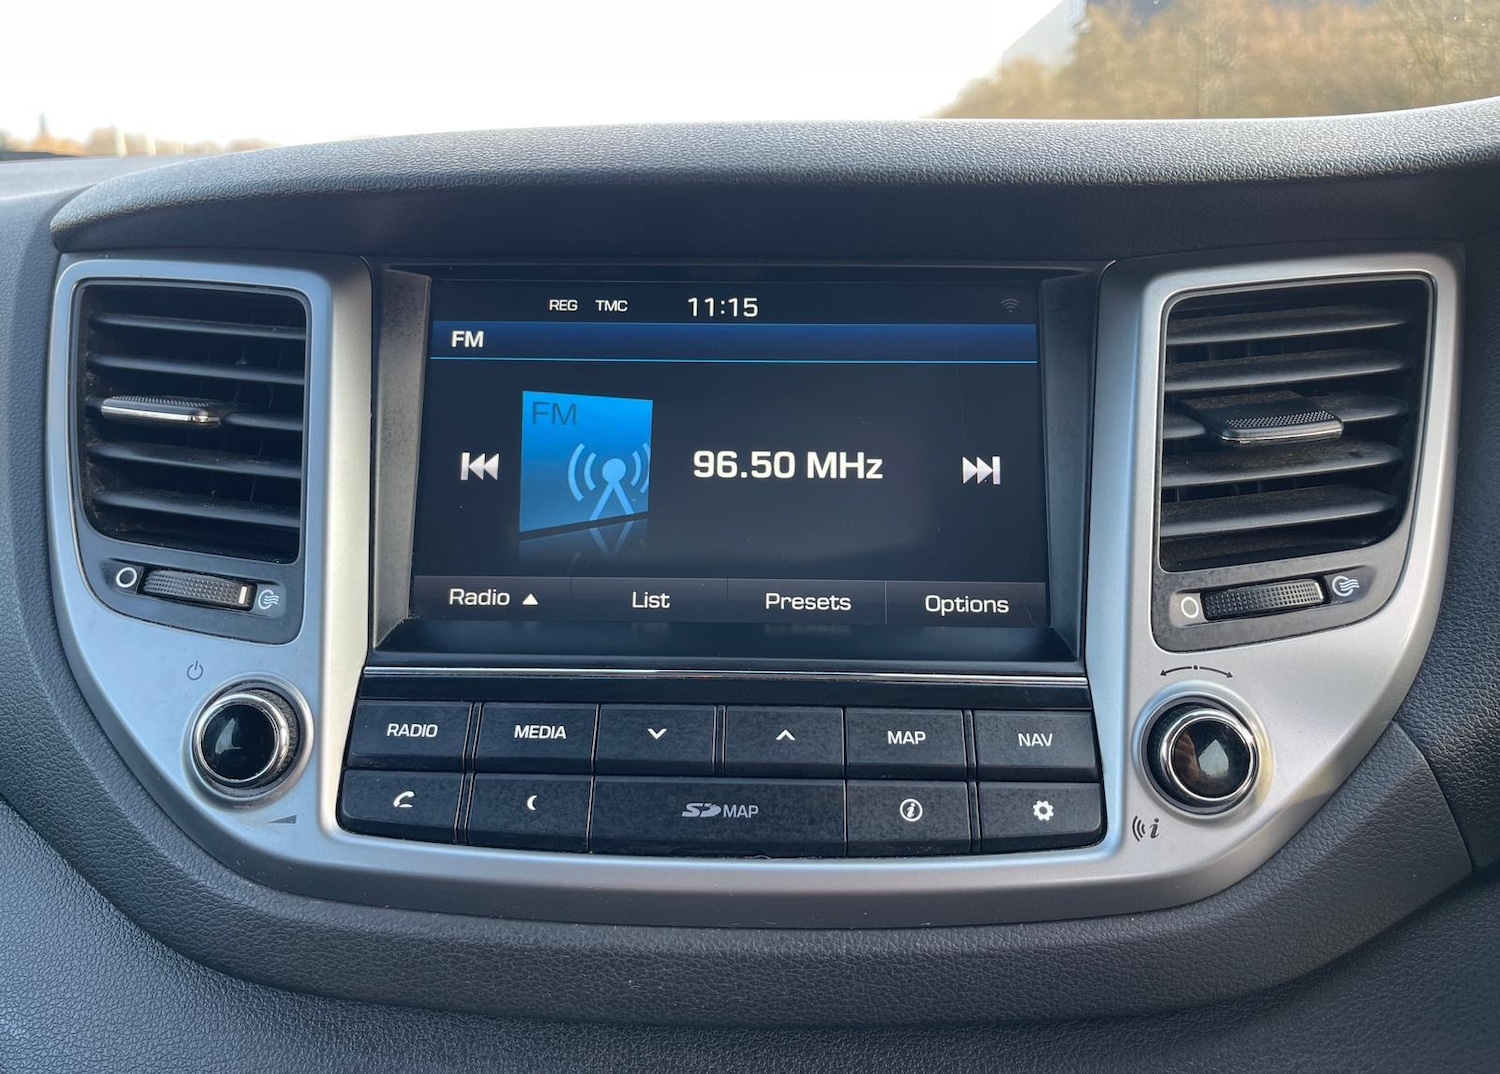 REG TMC 11:15
FM
FM
96.50 MHz
Radio List Presets Options
RADIO MEDIA MAP NAV
SD MAP
i
i